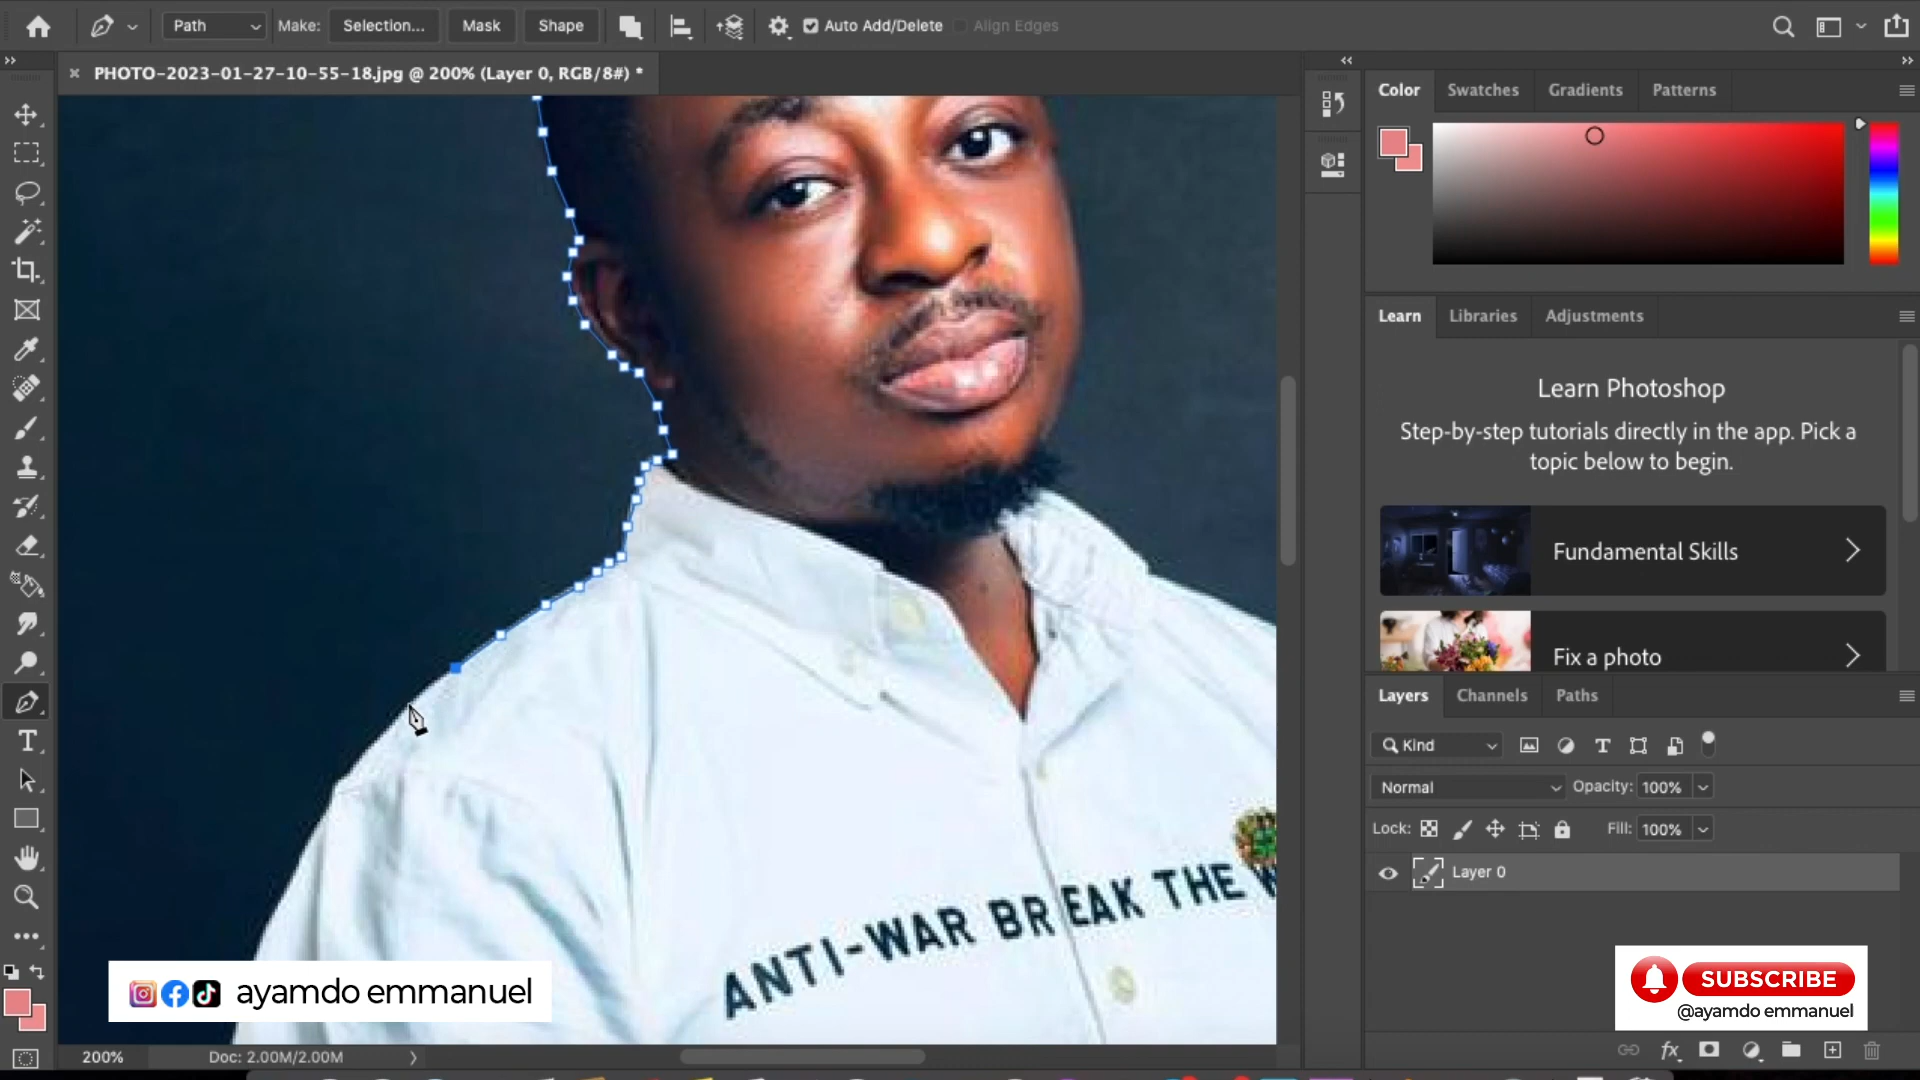 Path
Make:
Selection...
Mask
Shape
Auto Add/Delete
Align Edges
PHOTO-2023-01-27-10-55-18.jpg @ 200% (Layer 0, RGB/8#) *
Color
Swatches
Gradients
Patterns
Learn
Libraries
Adjustments
Learn Photoshop
Step-by-step tutorials directly in the app. Pick a
topic below to begin.
Fundamental Skills
Fix a photo
Layers
Channels
Paths
Kind
Normal
Opacity: 100%
Lock:
Fill: 100%
Layer 0
ANTI-WAR BREAK THE W
ayamdo emmanuel
SUBSCRIBE
@ayamdo emmanuel
200%
Doc: 2.00M/2.00M
fx